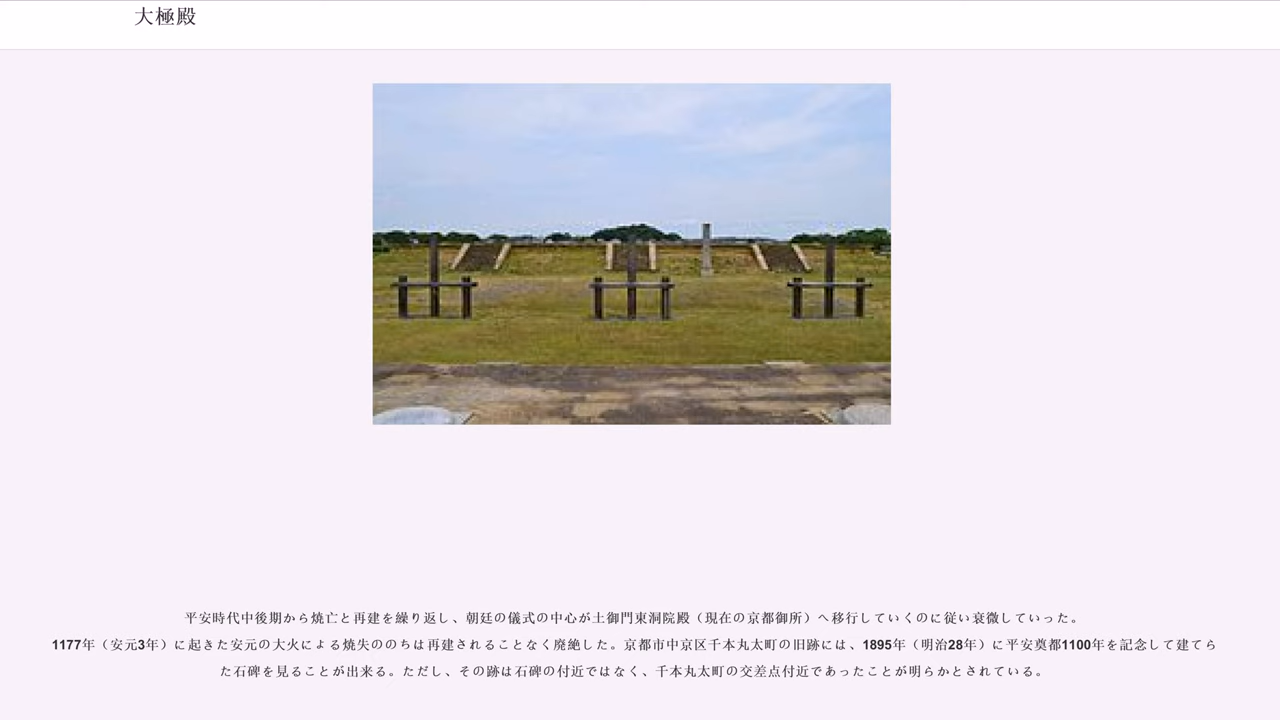 大極殿
平安時代中後期から焼亡と再建を繰り返し、朝廷の儀式の中心が土御門東洞院殿（現在の京都御所）へ移行していくのに従い衰微していった。
1177年（安元3年）に起きた安元の大火による焼失ののちは再建されることなく廃絶した。京都市中京区千本丸太町の旧跡には、1895年（明治28年）に平安奠都1100年を記念して建てら
た石碑を見ることが出来る。ただし、その跡は石碑の付近ではなく、千本丸太町の交差点付近であったことが明らかとされている。